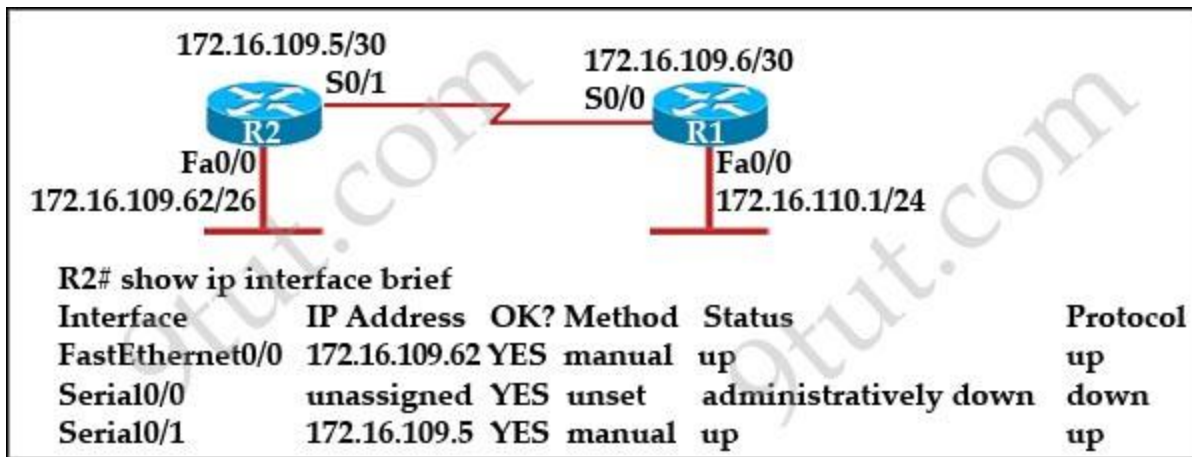 172.16.109.5/30
S0/1
172.16.109.6/30
S0/0
R2
R1
Fa0/0
172.16.109.62/26
Fa0/0
172.16.110.1/24
R2# show ip interface brief
Interface IP Address OK? Method Status Protocol
FastEthernet0/0 172.16.109.62 YES manual up up
Serial0/0 unassigned YES unset administratively down down
Serial0/1 172.16.109.5 YES manual up up
9tut.com
9tut.com